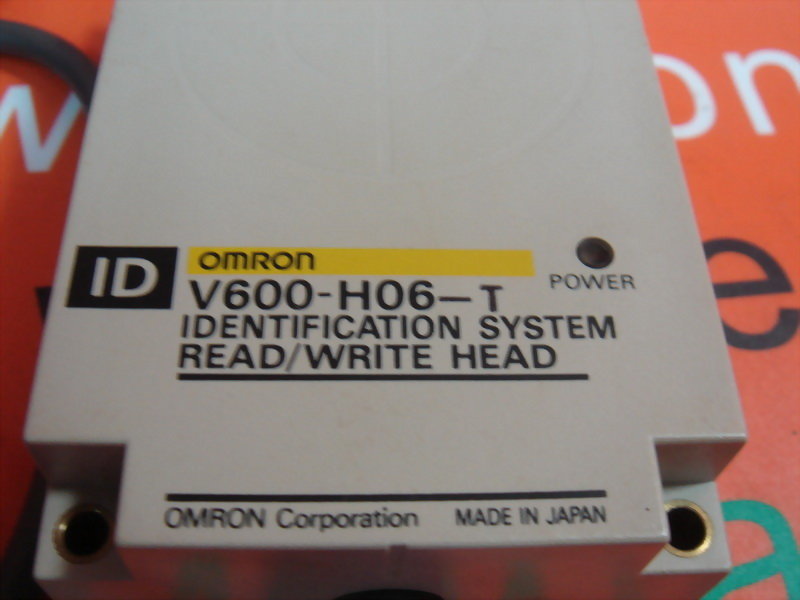 ID
OMRON
POWER
V600-H06-T
IDENTIFICATION SYSTEM
READ/WRITE HEAD
OMRON Corporation MADE IN JAPAN